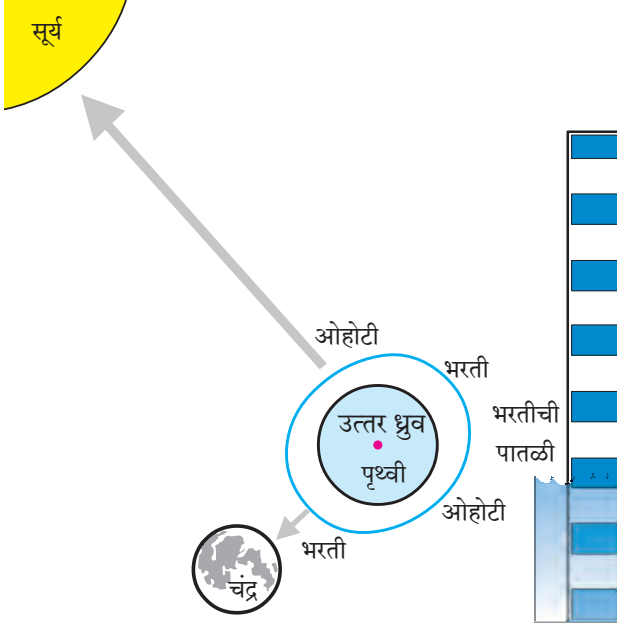 सूर्य
ओहोटी
भरती
भरतीची
पातळी
उत्तर ध्रुव
पृथ्वी
ओहोटी
भरती
चंद्र